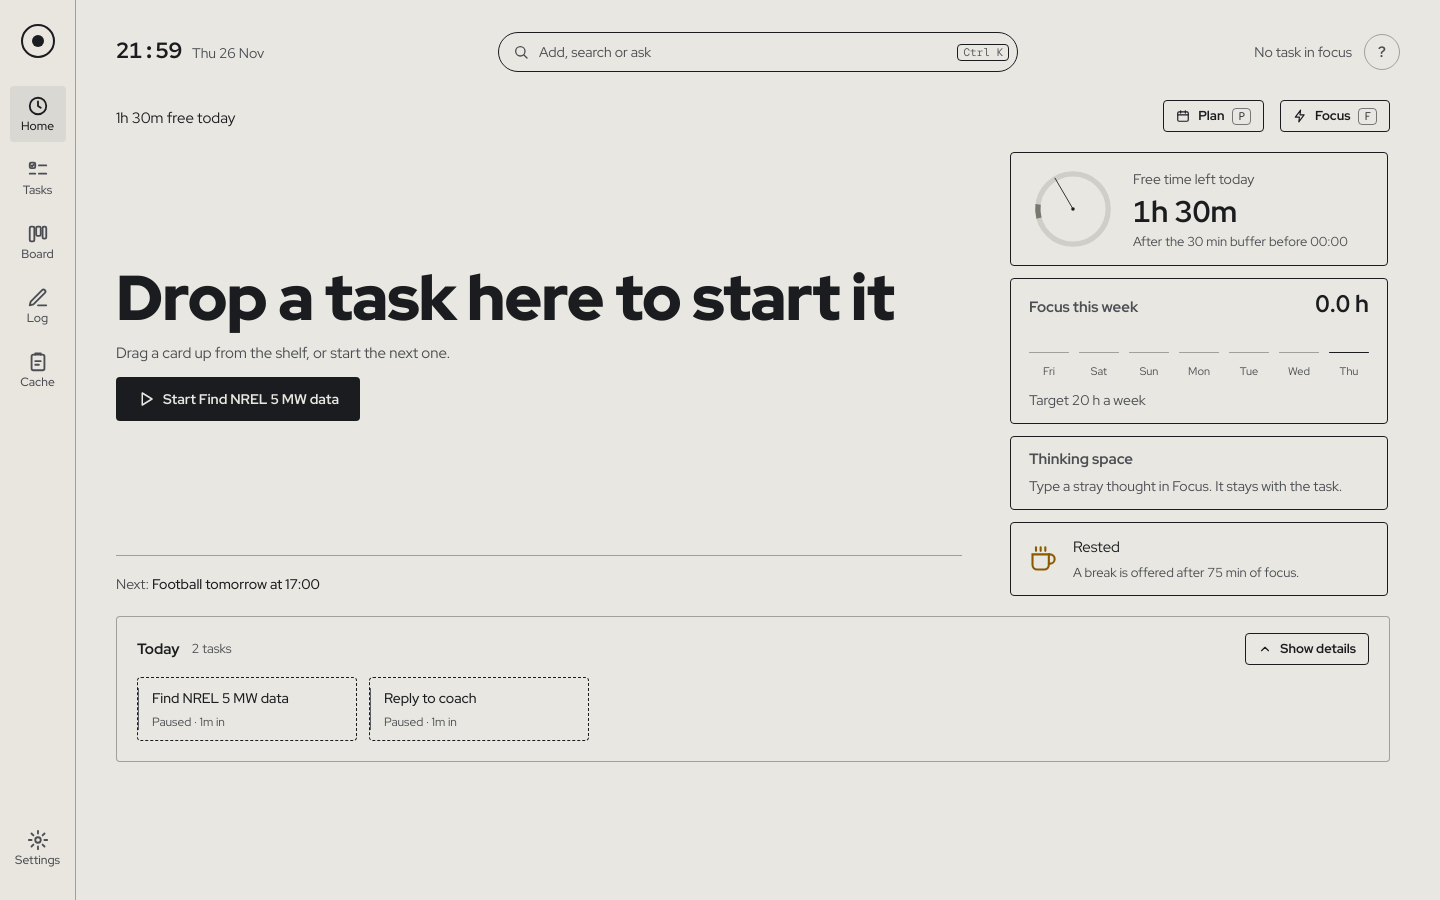 21:59 Thu 26 Nov
Add, search or ask
Ctrl K
No task in focus
?
Home
Tasks
Board
Log
Cache
Settings
1h 30m free today
Plan P
Focus F
Drop a task here to start it
Drag a card up from the shelf, or start the next one.
Start Find NREL 5 MW data
Next: Football tomorrow at 17:00
Free time left today
1h 30m
After the 30 min buffer before 00:00
Focus this week 0.0 h
Fri Sat Sun Mon Tue Wed Thu
Target 20 h a week
Thinking space
Type a stray thought in Focus. It stays with the task.
Rested
A break is offered after 75 min of focus.
Today 2 tasks
Show details
Find NREL 5 MW data
Paused · 1m in
Reply to coach
Paused · 1m in